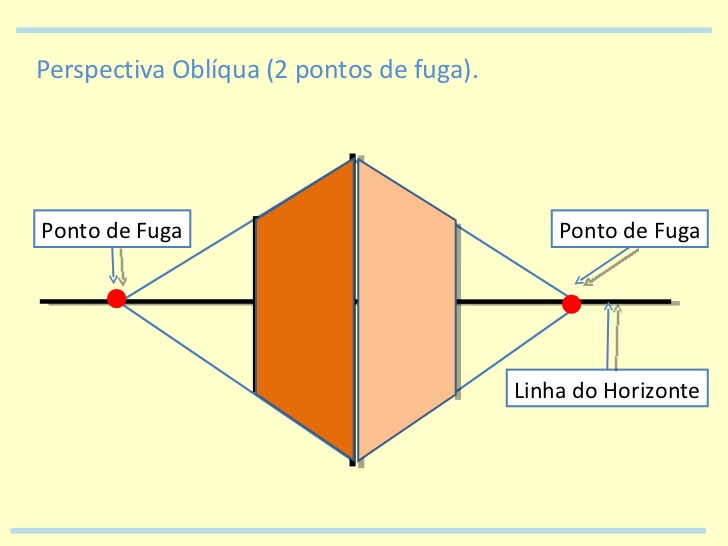 Perspectiva Oblíqua (2 pontos de fuga).
Ponto de Fuga
Ponto de Fuga
Linha do Horizonte